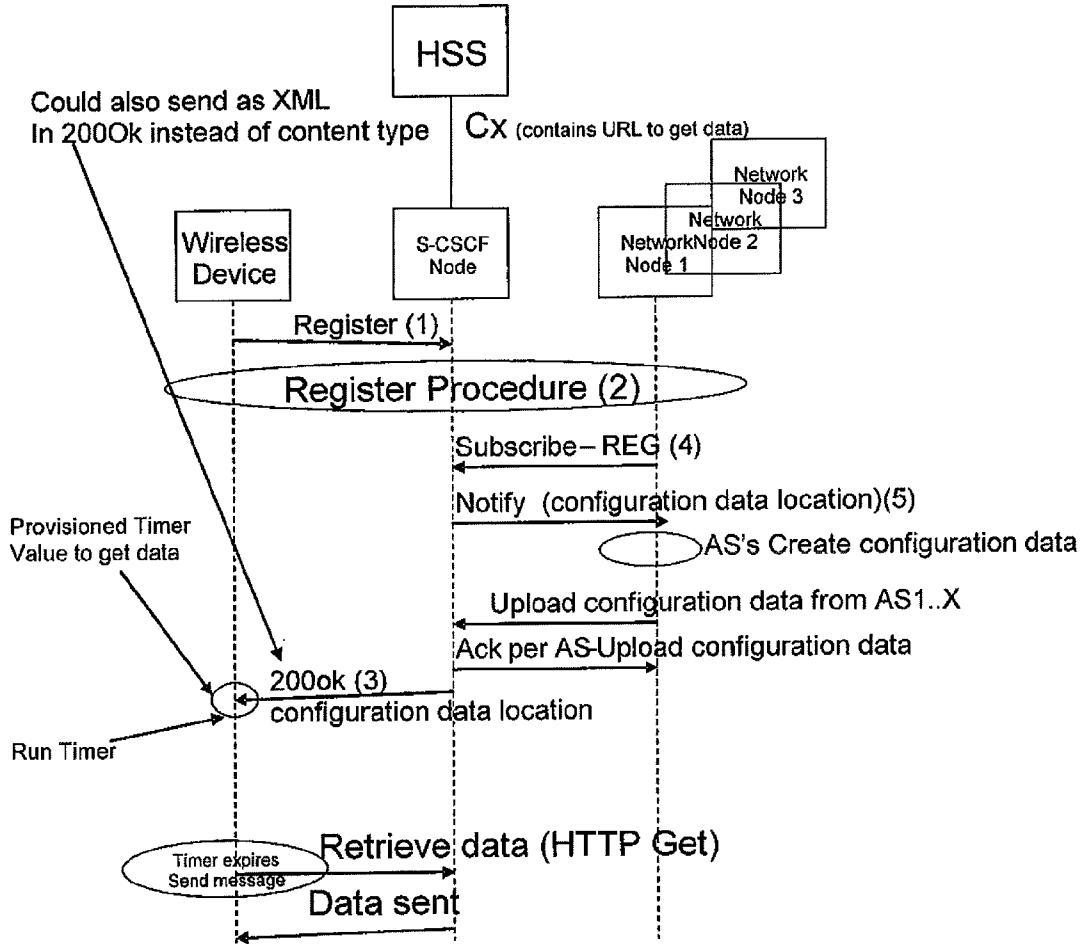 HSS
Could also send as XML
In 200Ok instead of content type
Cx (contains URL to get data)
Network
Node 3
Network
Node 2
Network
Node 1
Wireless
Device
S-CSCF
Node
Register (1)
Register Procedure (2)
Subscribe – REG (4)
Notify (configuration data location)(5)
Provisioned Timer
Value to get data
AS's Create configuration data
Upload configuration data from AS1..X
Ack per AS-Upload configuration data
200ok (3)
configuration data location
Run Timer
Retrieve data (HTTP Get)
Timer expires
Send message
Data sent